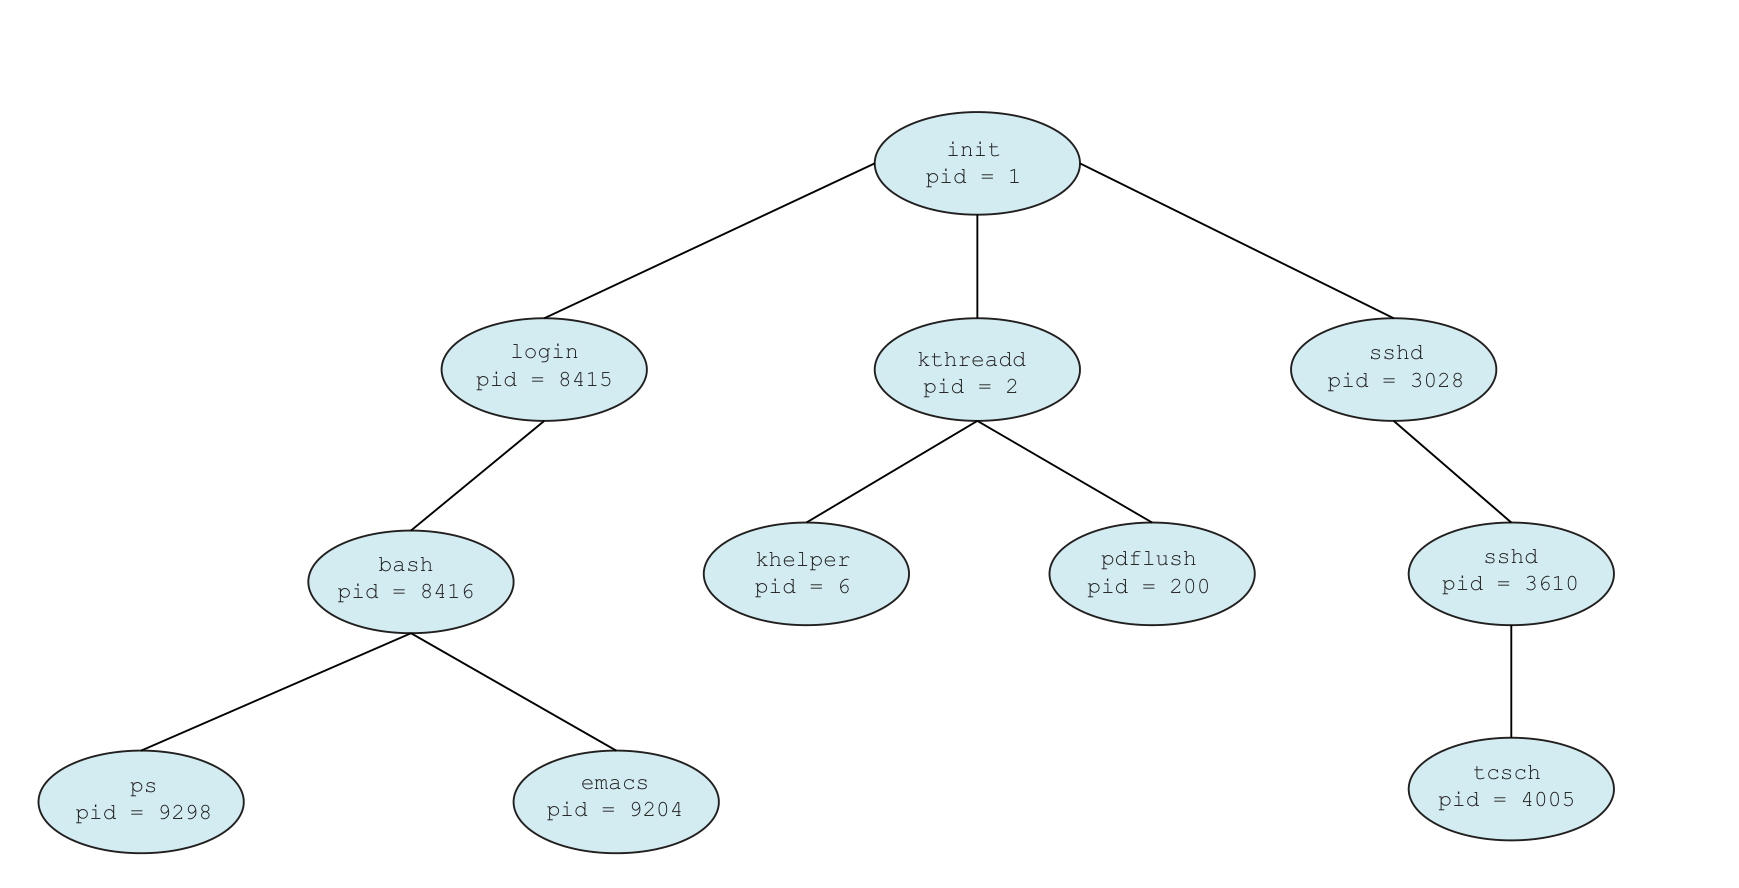 init
pid = 1
login
pid = 8415
kthreadd
pid = 2
sshd
pid = 3028
bash
pid = 8416
khelper
pid = 6
pdflush
pid = 200
sshd
pid = 3610
ps
pid = 9298
emacs
pid = 9204
tcsch
pid = 4005